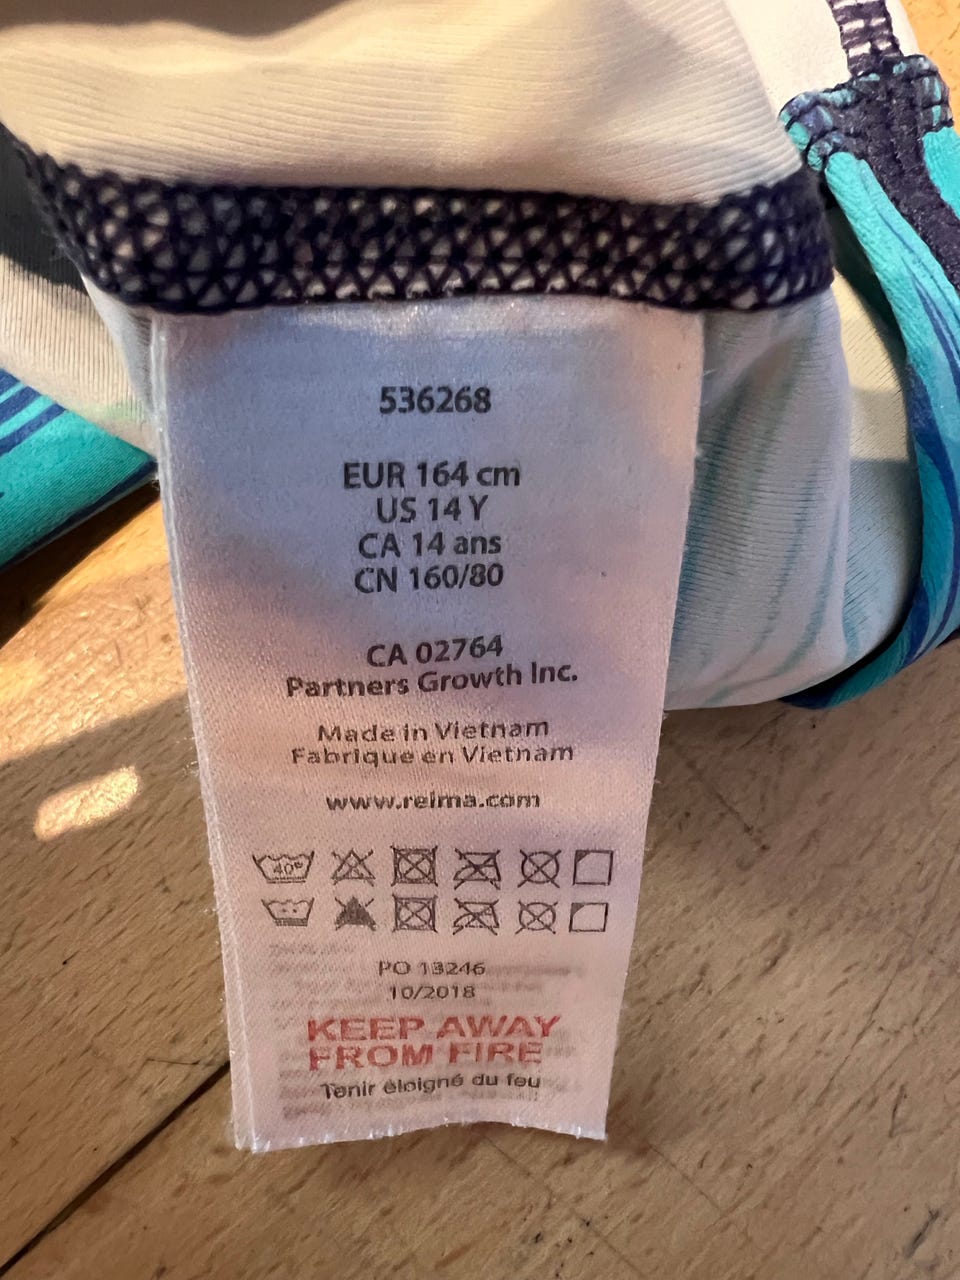 536268
EUR 164 cm
US 14 Y
CA 14 ans
CN 160/80
CA 02764
Partners Growth Inc.
Made in Vietnam
Fabrique en Vietnam
www.reima.com
40°
PO 13246
10/2018
KEEP AWAY
FROM FIRE
Tenir éloigné du feu